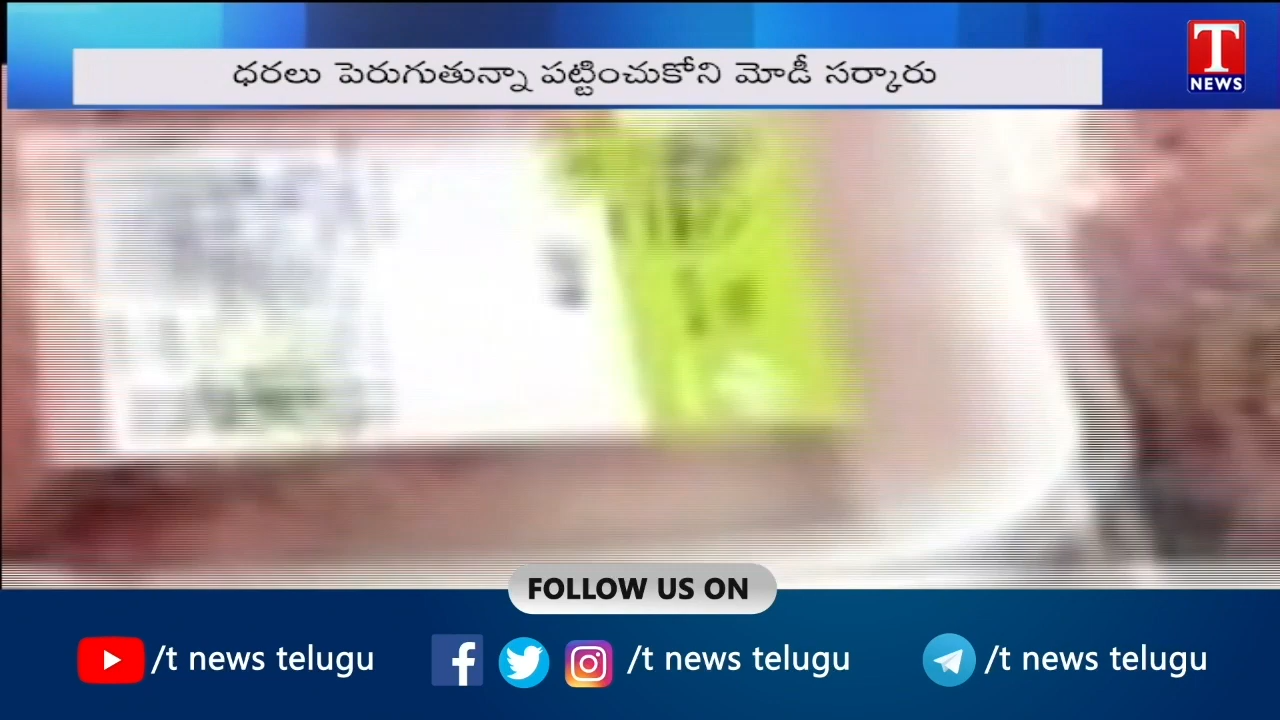 ధరలు పెరుగుతున్నా పట్టించుకోని మోడీ సర్కారు
T
NEWS
FOLLOW US ON
/t news telugu
/t news telugu
/t news telugu